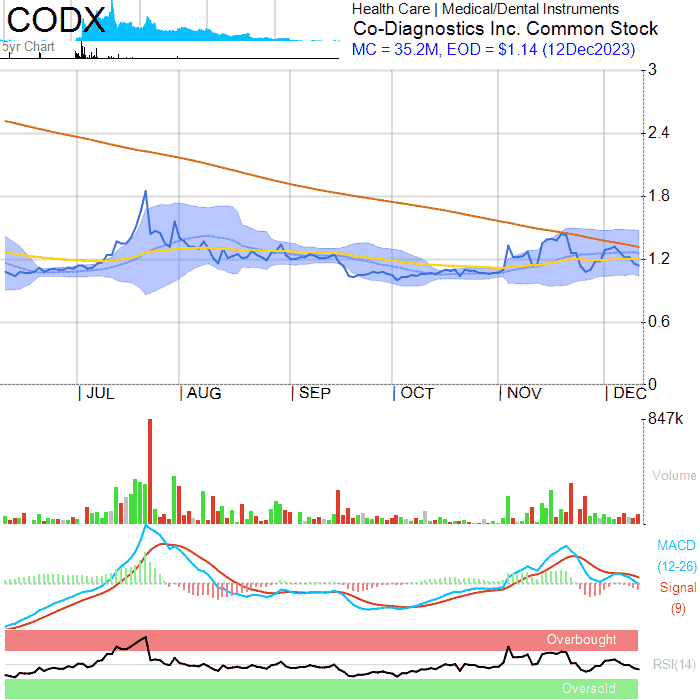 CODX
5yr Chart
Health Care | Medical/Dental Instruments
Co-Diagnostics Inc. Common Stock
MC = 35.2M, EOD = $1.14 (12Dec2023)
3
2.4
1.8
1.2
0.6
0
| JUL | AUG | SEP | OCT | NOV | DEC
847k
Volume
MACD
(12-26)
Signal
(9)
Overbought
RSI(14)
Oversold